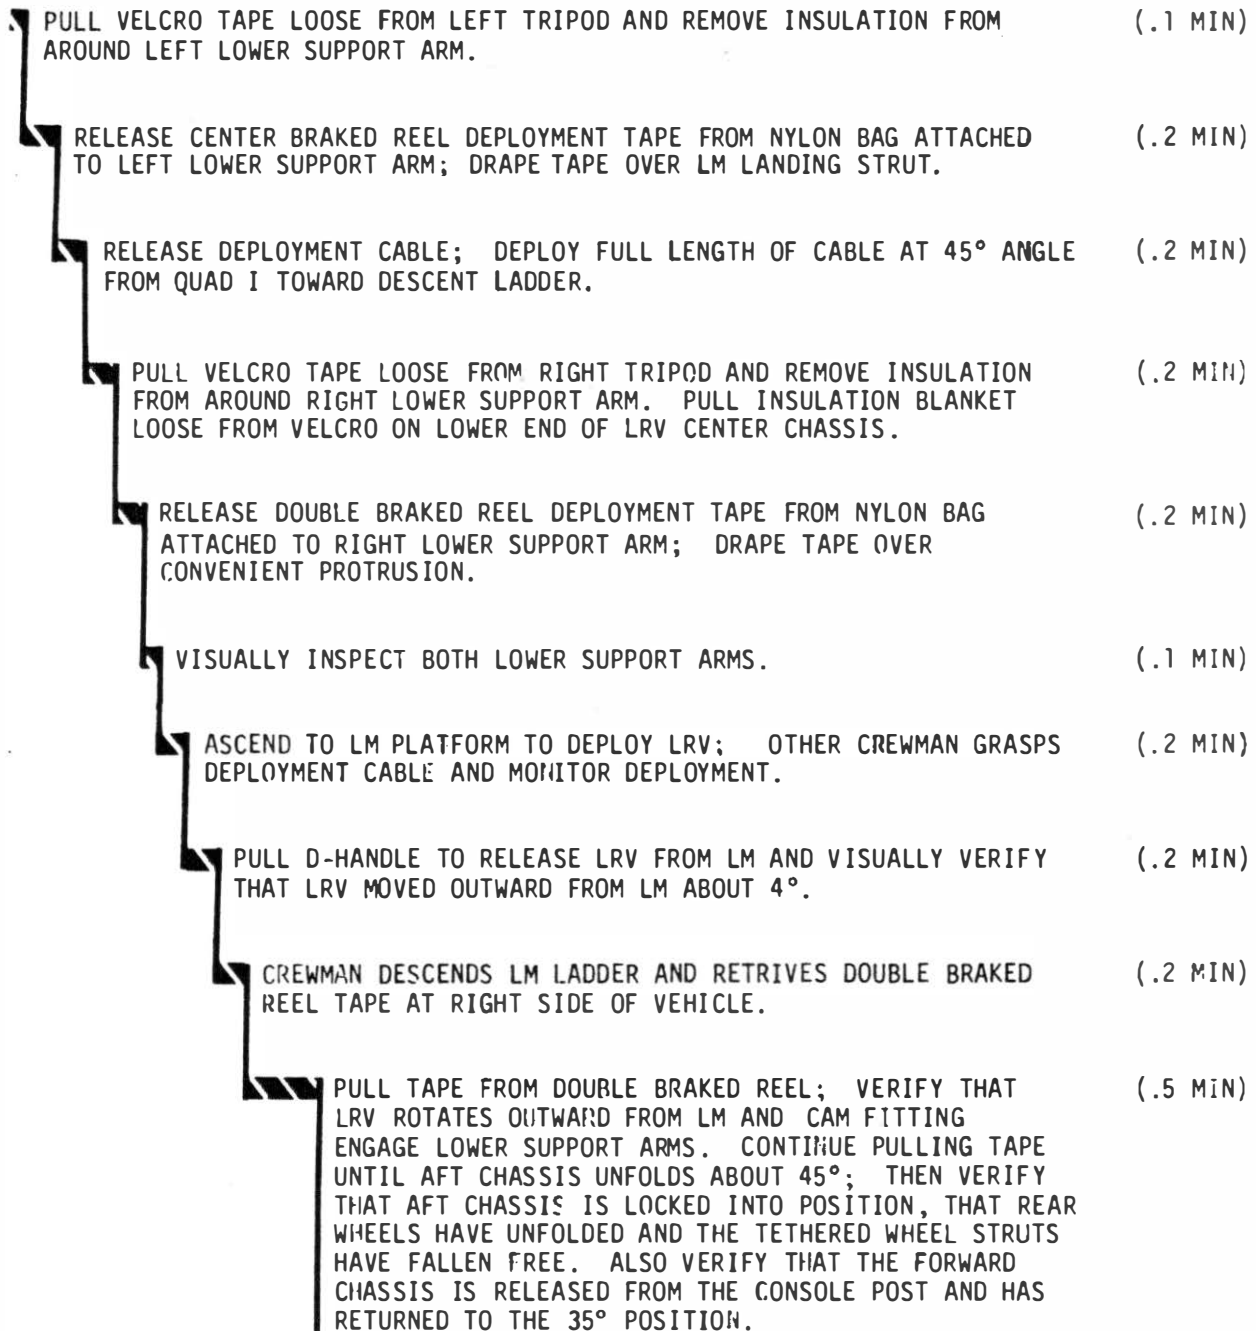 PULL VELCRO TAPE LOOSE FROM LEFT TRIPOD AND REMOVE INSULATION FROM (.1 MIN)
AROUND LEFT LOWER SUPPORT ARM.
RELEASE CENTER BRAKED REEL DEPLOYMENT TAPE FROM NYLON BAG ATTACHED (.2 MIN)
TO LEFT LOWER SUPPORT ARM; DRAPE TAPE OVER LM LANDING STRUT.
RELEASE DEPLOYMENT CABLE; DEPLOY FULL LENGTH OF CABLE AT 45° ANGLE (.2 MIN)
FROM QUAD I TOWARD DESCENT LADDER.
PULL VELCRO TAPE LOOSE FROM RIGHT TRIPOD AND REMOVE INSULATION (.2 MIN)
FROM AROUND RIGHT LOWER SUPPORT ARM. PULL INSULATION BLANKET
LOOSE FROM VELCRO ON LOWER END OF LRV CENTER CHASSIS.
RELEASE DOUBLE BRAKED REEL DEPLOYMENT TAPE FROM NYLON BAG (.2 MIN)
ATTACHED TO RIGHT LOWER SUPPORT ARM; DRAPE TAPE OVER
CONVENIENT PROTRUSION.
VISUALLY INSPECT BOTH LOWER SUPPORT ARMS. (.1 MIN)
ASCEND TO LM PLATFORM TO DEPLOY LRV; OTHER CREWMAN GRASPS (.2 MIN)
DEPLOYMENT CABLE AND MONITOR DEPLOYMENT.
PULL D-HANDLE TO RELEASE LRV FROM LM AND VISUALLY VERIFY (.2 MIN)
THAT LRV MOVED OUTWARD FROM LM ABOUT 4°.
CREWMAN DESCENDS LM LADDER AND RETRIVES DOUBLE BRAKED (.2 MIN)
REEL TAPE AT RIGHT SIDE OF VEHICLE.
PULL TAPE FROM DOUBLE BRAKED REEL; VERIFY THAT (.5 MIN)
LRV ROTATES OUTWARD FROM LM AND CAM FITTING
ENGAGE LOWER SUPPORT ARMS. CONTINUE PULLING TAPE
UNTIL AFT CHASSIS UNFOLDS ABOUT 45°; THEN VERIFY
THAT AFT CHASSIS IS LOCKED INTO POSITION, THAT REAR
WHEELS HAVE UNFOLDED AND THE TETHERED WHEEL STRUTS
HAVE FALLEN FREE. ALSO VERIFY THAT THE FORWARD
CHASSIS IS RELEASED FROM THE CONSOLE POST AND HAS
RETURNED TO THE 35° POSITION.